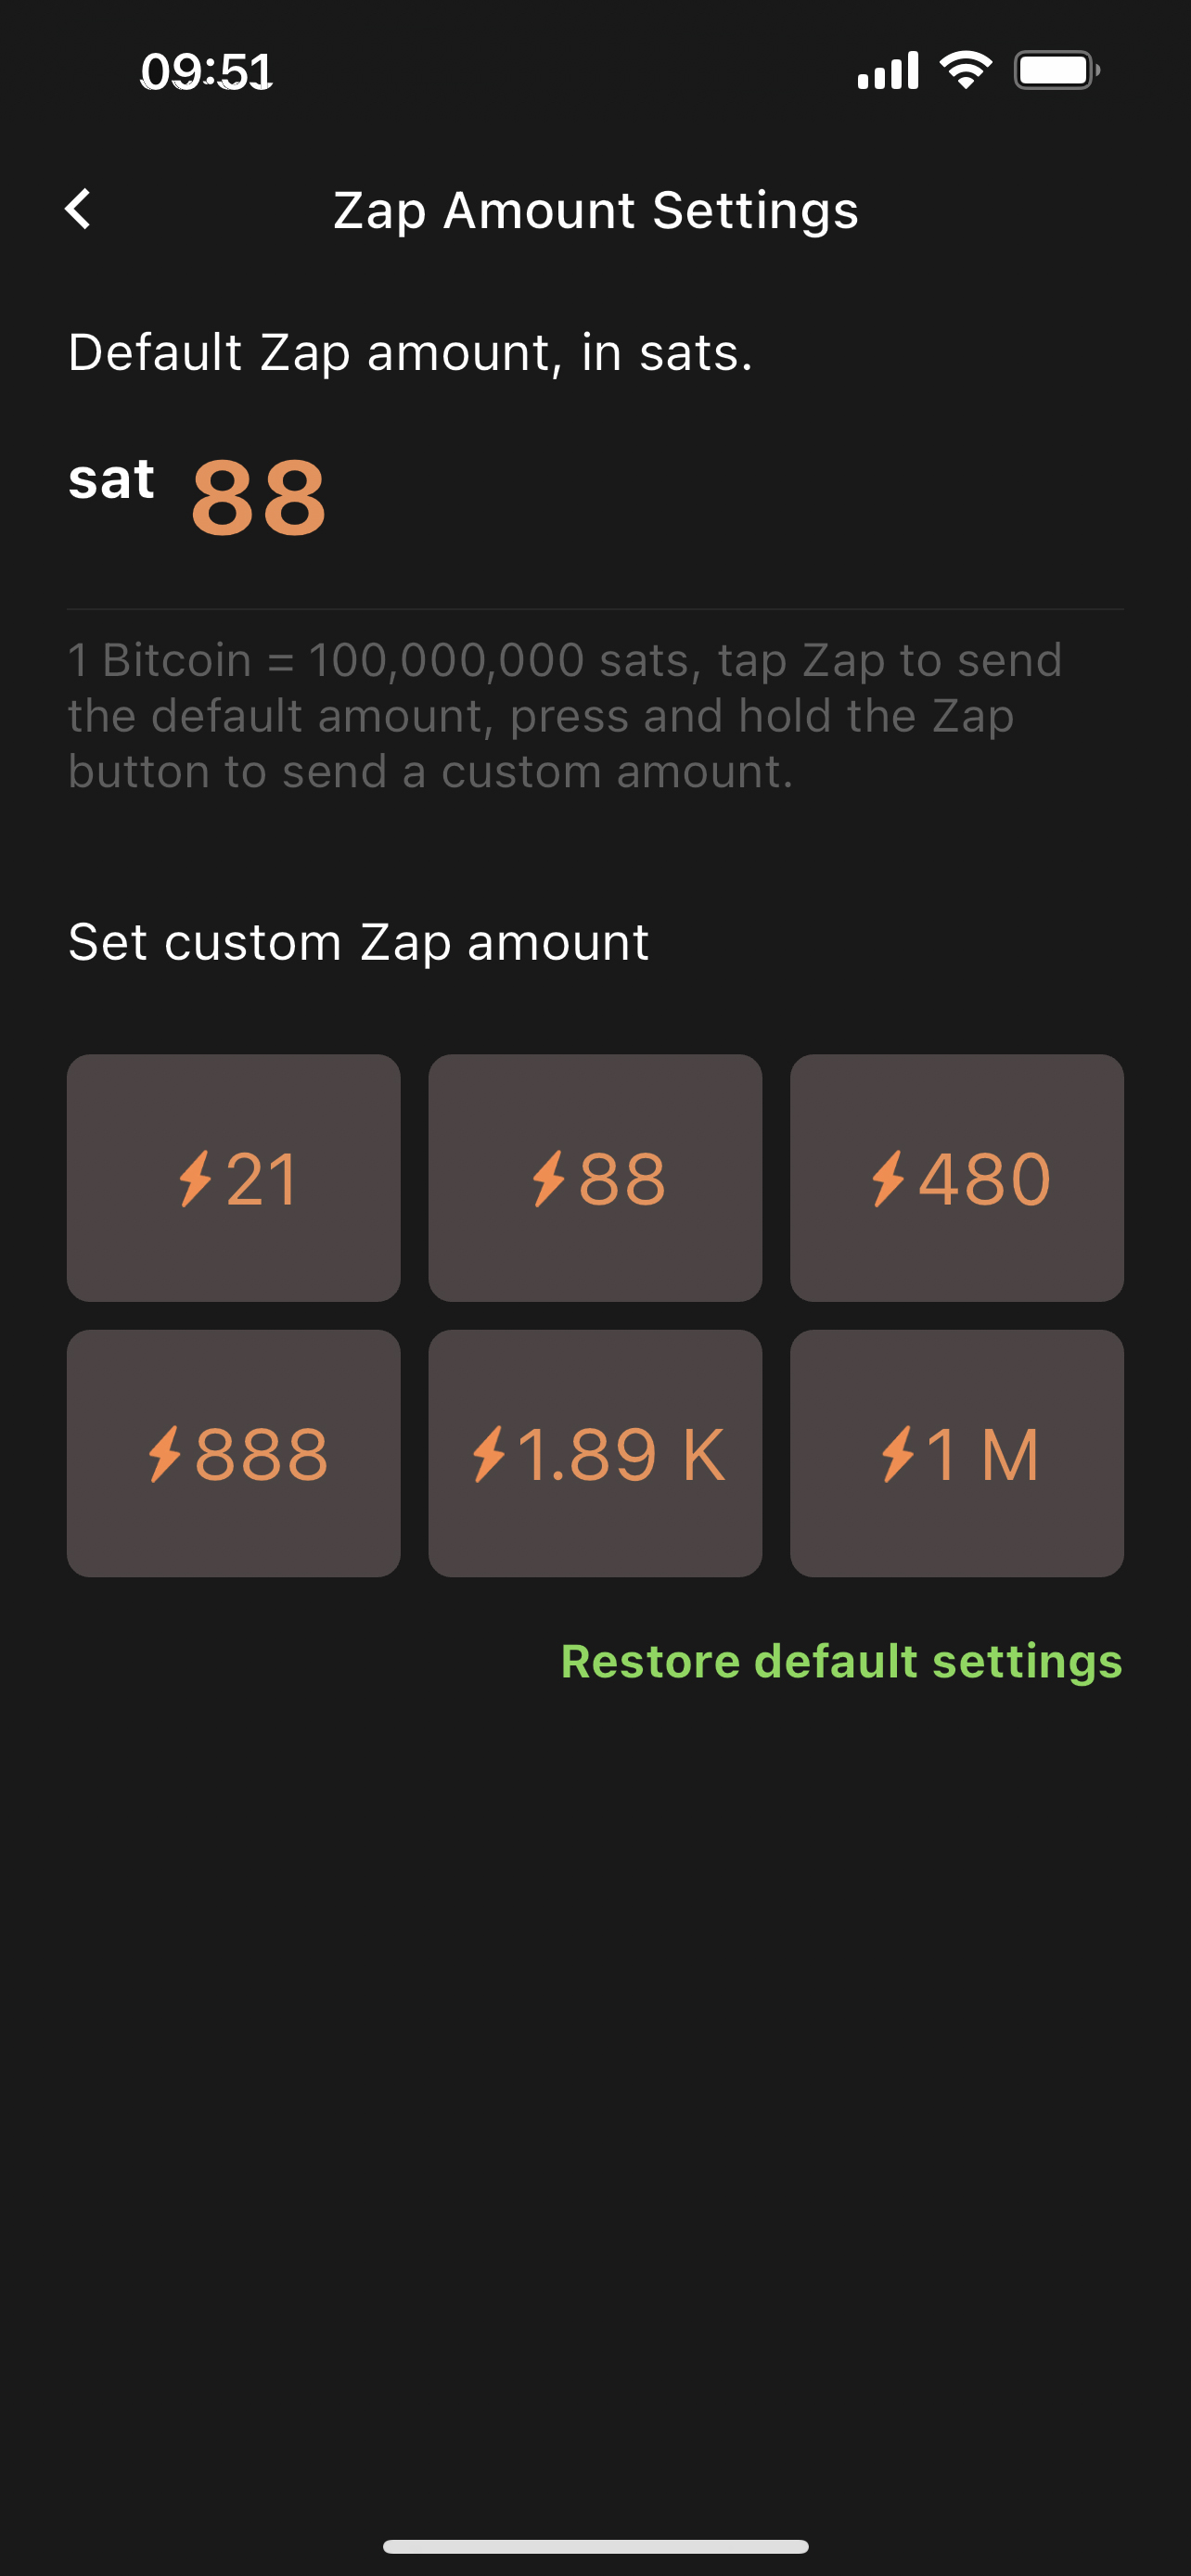 09:51
Zap Amount Settings
Default Zap amount, in sats.
sat 88
1 Bitcoin = 100,000,000 sats, tap Zap to send
the default amount, press and hold the Zap
button to send a custom amount.
Set custom Zap amount
21 88 480
888 1.89 K 1 M
Restore default settings